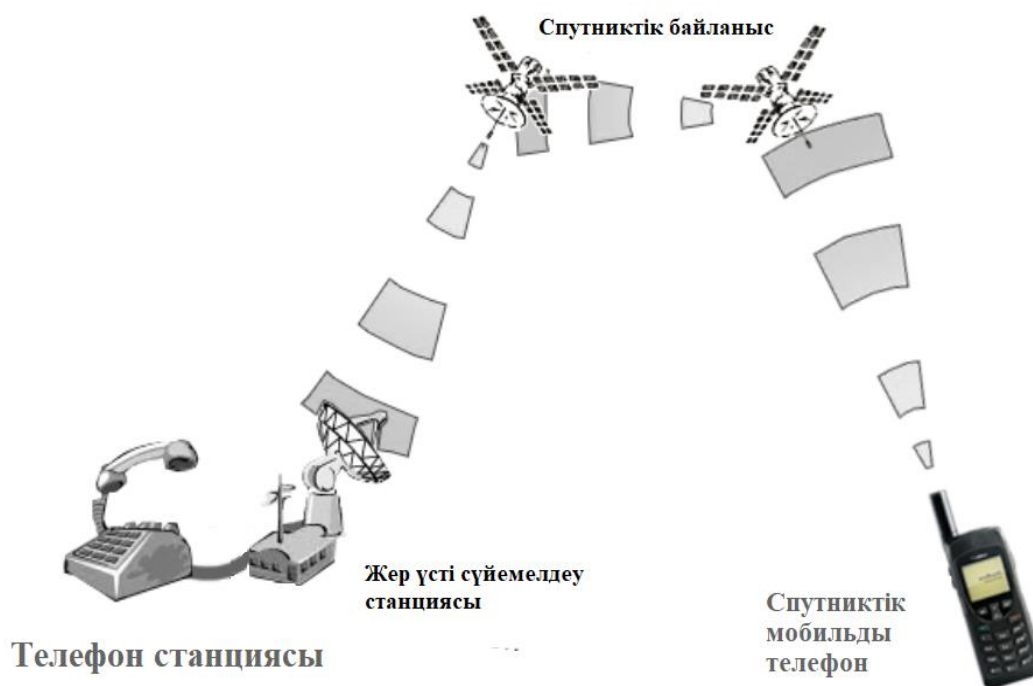 Спутниктік байланыс
Жер үсті сүйемелдеу
станциясы
Спутниктік
мобильды
телефон
Телефон станциясы